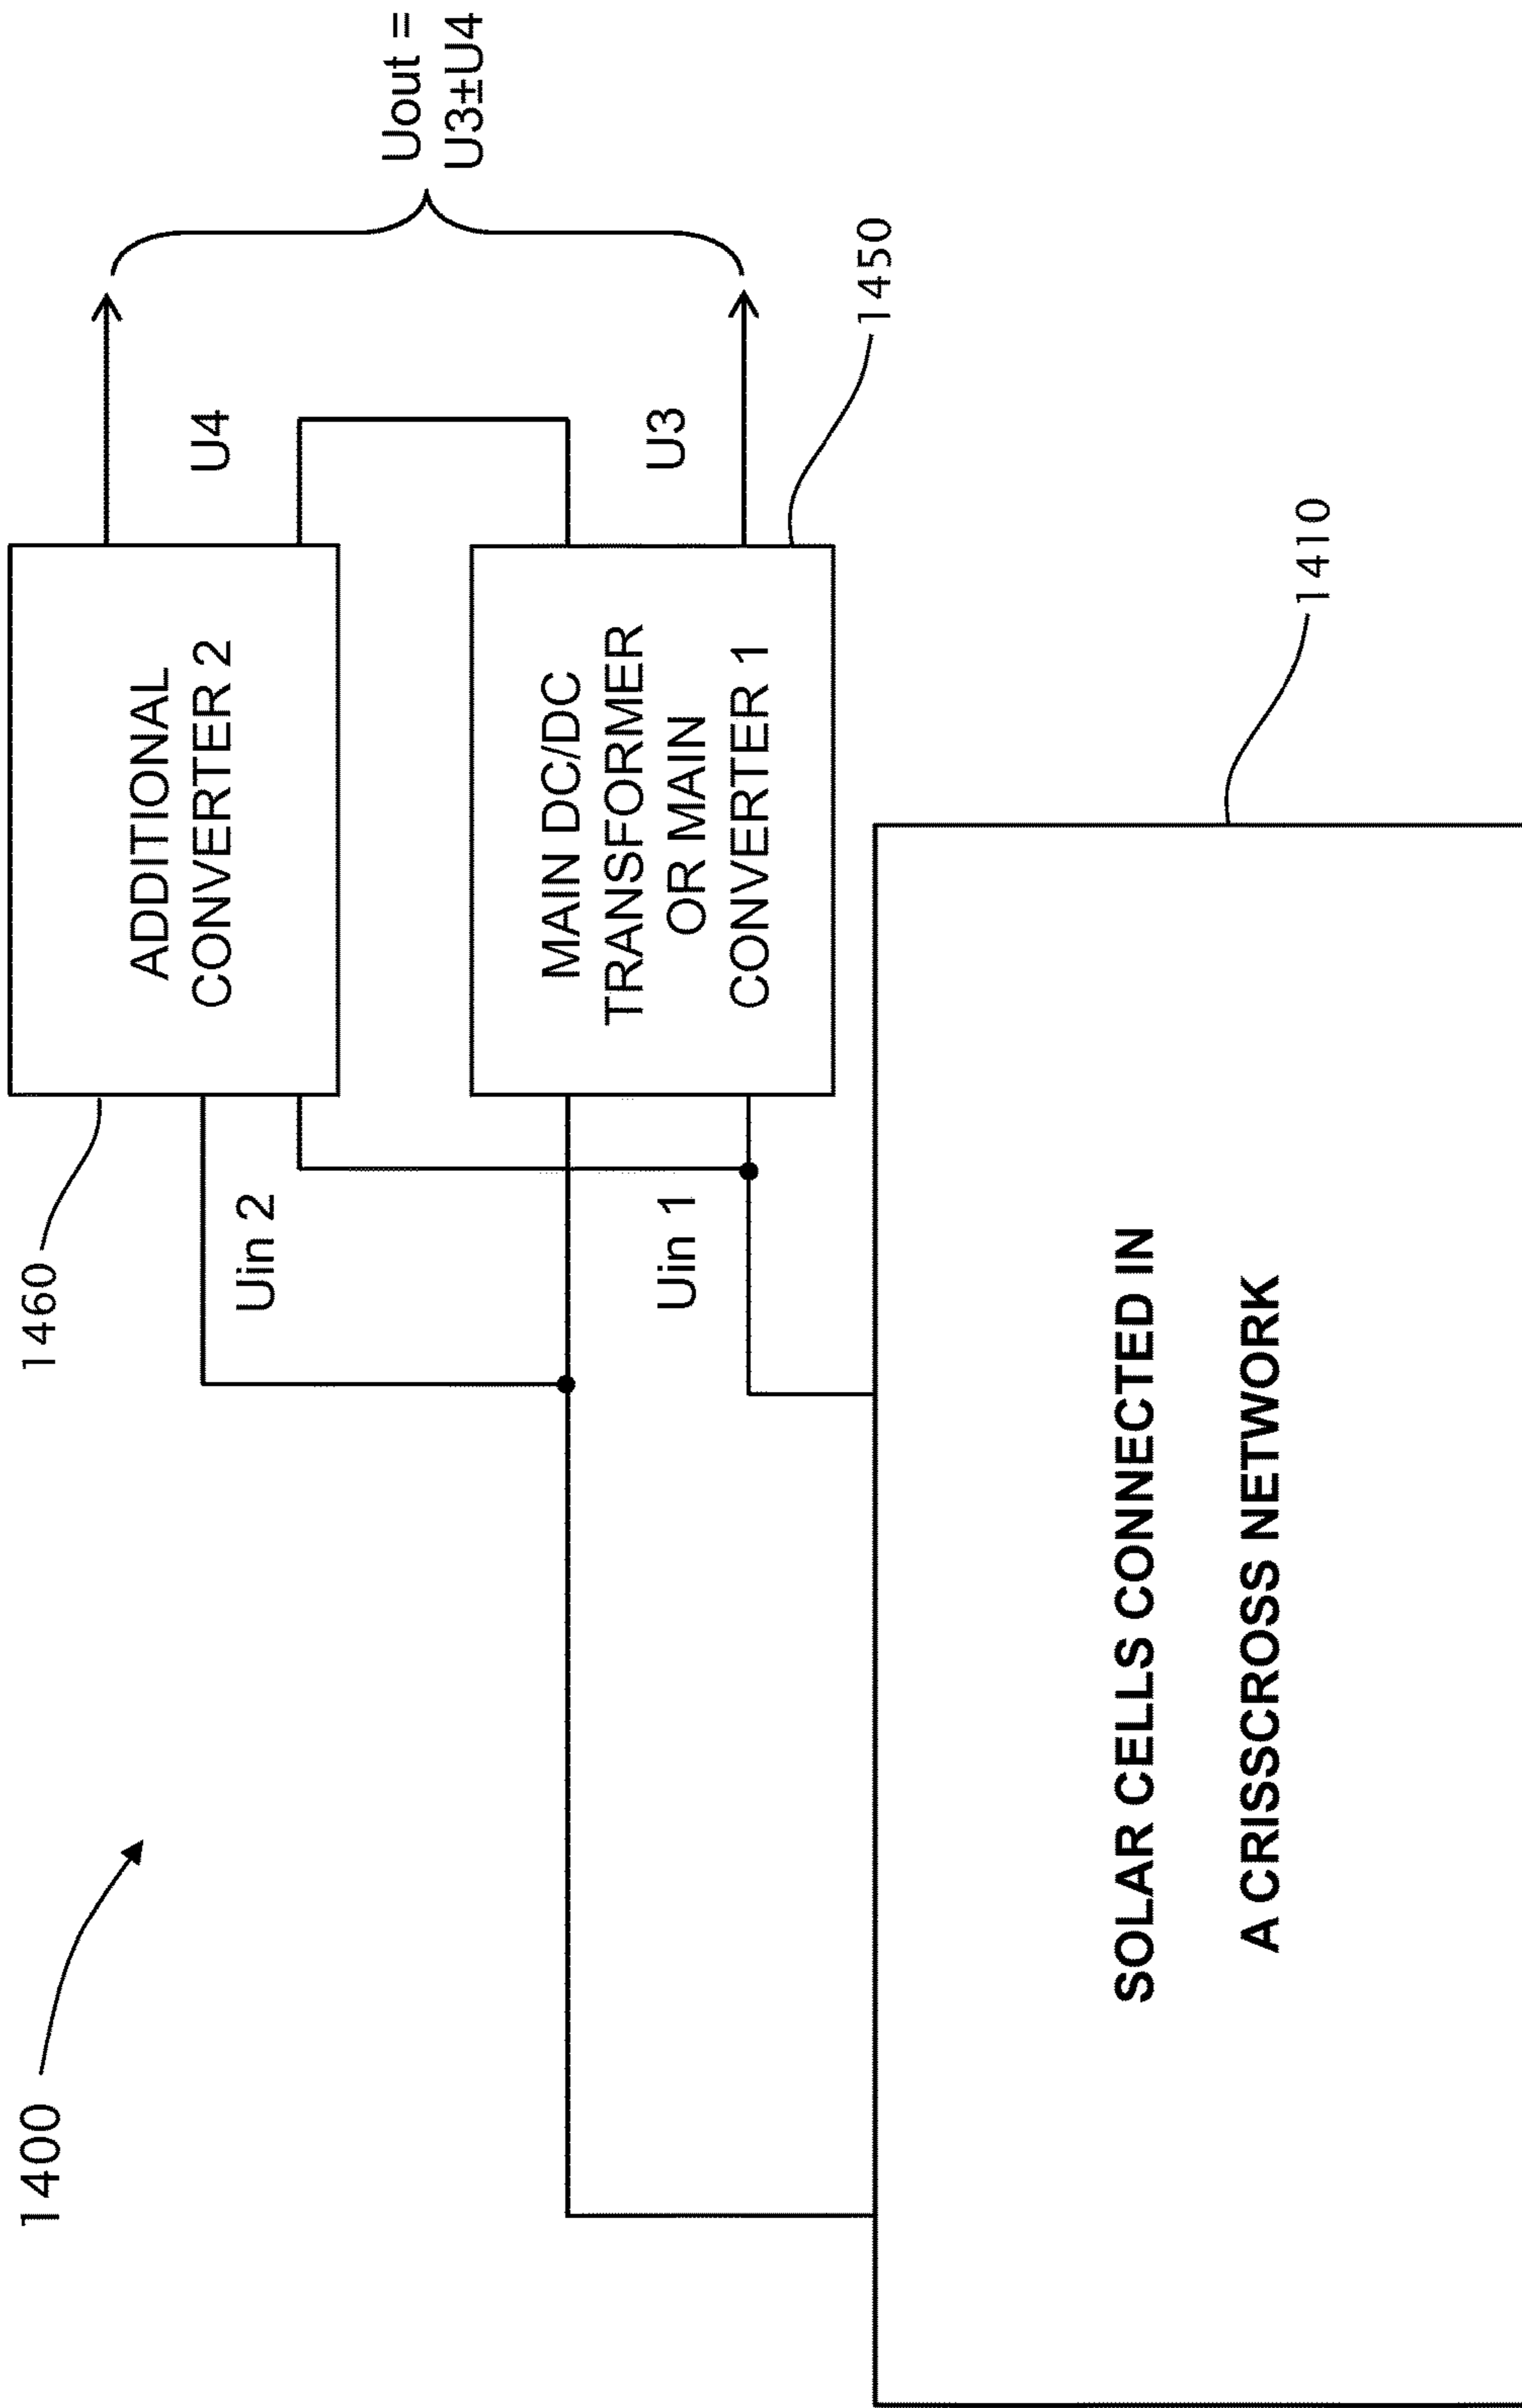 1400
1460
ADDITIONAL
CONVERTER 2
U4
Uout =
U3±U4
Uin 2
Uin 1
MAIN DC/DC
TRANSFORMER
OR MAIN
CONVERTER 1
U3
1450
1410
SOLAR CELLS CONNECTED IN
A CRISSCROSS NETWORK